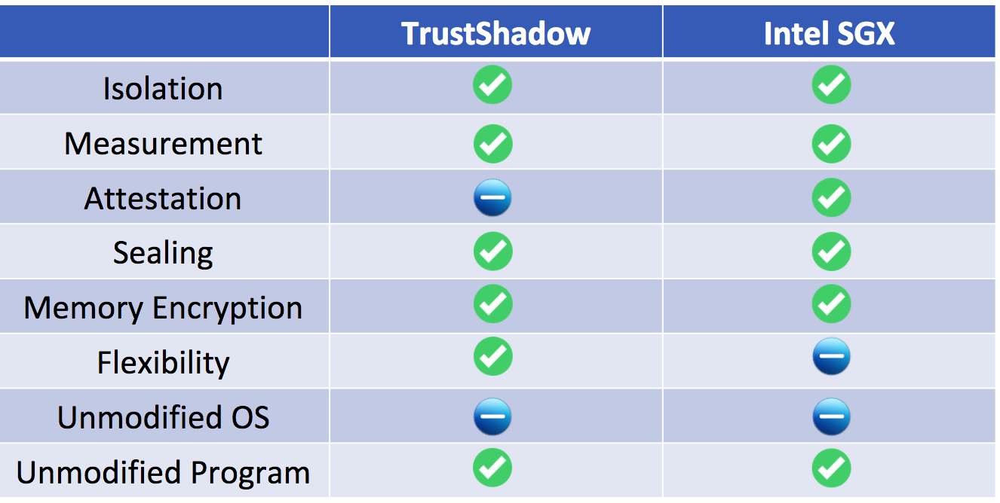 TrustShadow Intel SGX
Isolation
Measurement
Attestation
Sealing
Memory Encryption
Flexibility
Unmodified OS
Unmodified Program